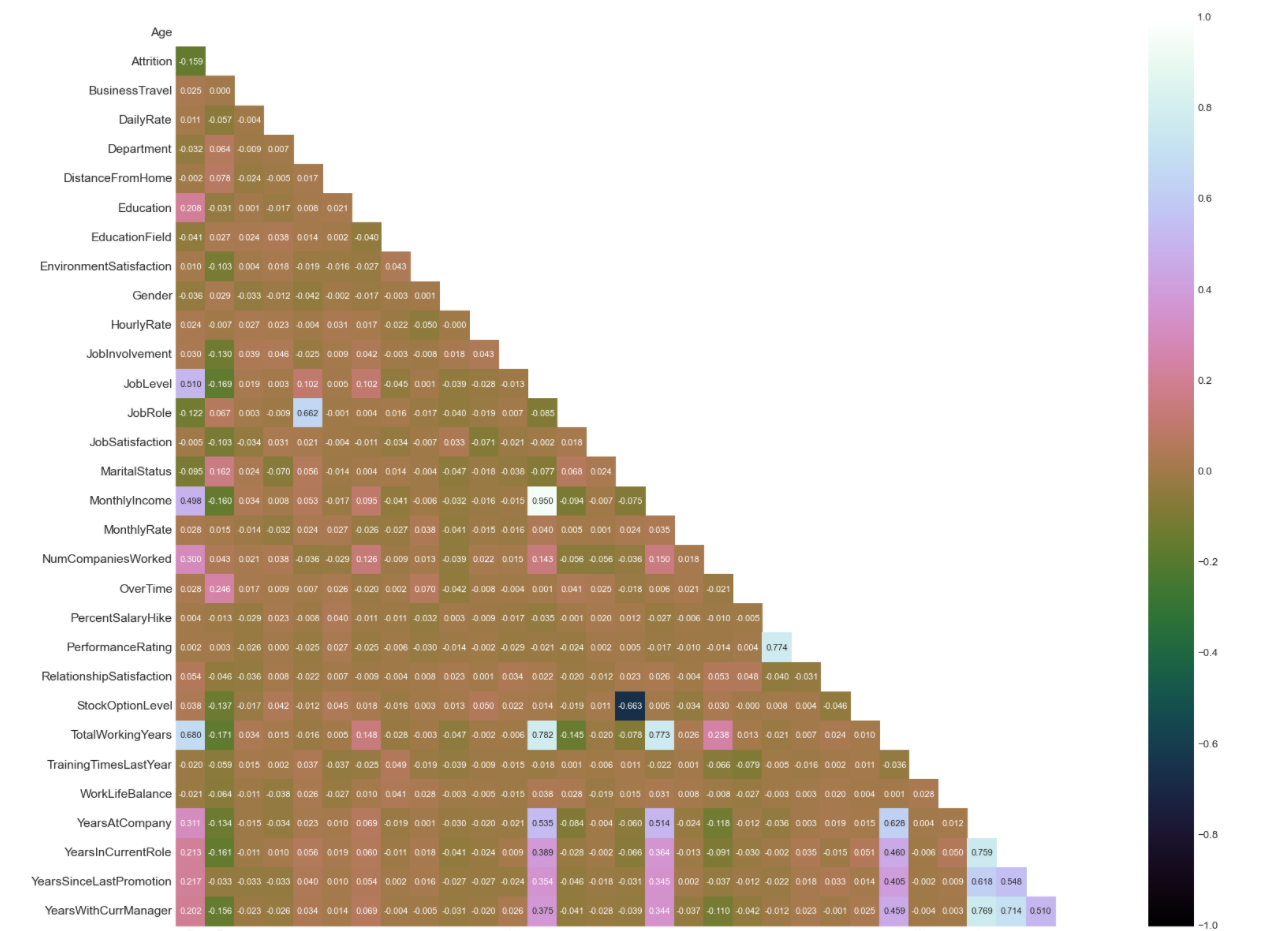 Age
Attrition -0.159
BusinessTravel 0.025 0.000
DailyRate 0.011 -0.057 -0.004
Department -0.032 0.064 -0.009 0.007
DistanceFromHome -0.002 0.078 -0.024 -0.005 0.017
Education 0.208 -0.031 0.001 -0.017 0.008 0.021
EducationField -0.041 0.027 0.024 0.038 0.014 0.002 -0.040
EnvironmentSatisfaction 0.010 -0.103 0.004 0.018 -0.019 -0.016 -0.027 0.043
Gender -0.036 0.029 -0.033 -0.012 -0.042 -0.002 -0.017 -0.003 0.001
HourlyRate 0.024 -0.007 0.027 0.023 -0.004 0.031 0.017 -0.022 -0.050 -0.000
JobInvolvement 0.030 -0.130 0.039 0.046 -0.025 0.009 0.042 -0.003 -0.008 0.018 0.043
JobLevel 0.510 -0.169 0.019 0.003 0.102 0.005 0.102 -0.045 0.001 -0.039 -0.028 -0.013
JobRole -0.122 0.067 0.003 -0.009 0.662 -0.001 0.004 0.016 -0.017 -0.040 -0.019 0.007 -0.085
JobSatisfaction -0.005 -0.103 -0.034 0.031 0.021 -0.004 -0.011 -0.034 -0.007 0.033 -0.071 -0.021 -0.002 0.018
MaritalStatus -0.095 0.162 0.024 -0.070 0.056 -0.014 0.004 0.014 -0.004 -0.047 -0.018 -0.038 -0.077 0.068 0.024
MonthlyIncome 0.498 -0.160 0.034 0.008 0.053 -0.017 0.095 -0.041 -0.006 -0.032 -0.016 -0.015 0.950 -0.094 -0.007 -0.075
MonthlyRate 0.028 0.015 -0.014 -0.032 0.024 0.027 -0.026 -0.027 0.038 -0.041 -0.015 -0.016 0.040 0.005 0.001 0.024 0.035
NumCompaniesWorked 0.300 0.043 0.021 0.038 -0.036 -0.029 0.126 -0.009 0.013 -0.039 0.022 0.015 0.143 -0.056 -0.056 -0.036 0.150 0.018
OverTime 0.028 0.246 0.017 0.009 0.007 0.026 -0.020 0.002 0.070 -0.042 -0.008 -0.004 0.001 0.041 0.025 -0.018 0.006 0.021 -0.021
PercentSalaryHike 0.004 -0.013 -0.029 0.023 -0.008 0.040 -0.011 -0.011 -0.032 0.003 -0.009 -0.017 -0.035 -0.001 0.020 0.012 -0.027 -0.006 -0.010 -0.005
PerformanceRating 0.002 0.003 -0.026 0.000 -0.025 0.027 -0.025 -0.006 -0.030 -0.014 -0.002 -0.029 -0.021 -0.024 0.002 0.005 -0.017 -0.010 -0.014 0.004 0.774
RelationshipSatisfaction 0.054 -0.046 -0.036 0.008 -0.022 0.007 -0.009 -0.004 0.008 0.023 0.001 0.034 0.022 -0.020 -0.012 0.023 0.026 -0.004 0.053 0.048 -0.040 -0.031
StockOptionLevel 0.038 -0.137 -0.017 0.042 -0.012 0.045 0.018 -0.016 0.003 0.013 0.050 0.022 0.014 -0.019 0.011 -0.663 0.005 -0.034 0.030 -0.000 0.008 0.004 -0.046
TotalWorkingYears 0.680 -0.171 0.034 0.015 -0.016 0.005 0.148 -0.028 -0.003 -0.047 -0.002 -0.006 0.782 -0.145 -0.020 -0.078 0.773 0.026 0.238 0.013 -0.021 0.007 0.024 0.010
TrainingTimesLastYear -0.020 -0.059 0.015 0.002 0.037 -0.037 -0.025 0.049 -0.019 -0.039 -0.009 -0.015 -0.018 0.001 -0.006 0.011 -0.022 0.001 -0.066 -0.079 -0.005 -0.016 0.002 0.011 -0.036
WorkLifeBalance -0.021 -0.064 -0.011 -0.038 0.026 -0.027 0.010 0.041 0.028 -0.003 -0.005 -0.015 0.038 0.028 -0.019 0.015 0.031 0.008 -0.008 -0.027 -0.003 0.003 0.020 0.004 0.001 0.028
YearsAtCompany 0.311 -0.134 -0.015 -0.034 0.023 0.010 0.069 -0.019 0.001 -0.030 -0.020 -0.021 0.535 -0.084 -0.004 -0.060 0.514 -0.024 -0.118 -0.012 -0.036 0.003 0.019 0.015 0.628 0.004 0.012
YearsInCurrentRole 0.213 -0.161 -0.011 0.010 0.056 0.019 0.060 -0.011 0.018 -0.041 -0.024 0.009 0.389 -0.028 -0.002 -0.066 0.364 -0.013 -0.091 -0.030 -0.002 0.035 -0.015 0.051 0.460 -0.006 0.050 0.759
YearsSinceLastPromotion 0.217 -0.033 -0.033 -0.033 0.040 0.010 0.054 0.002 0.016 -0.027 -0.027 -0.024 0.354 -0.046 -0.018 -0.031 0.345 0.002 -0.037 -0.012 -0.022 0.018 0.033 0.014 0.405 -0.002 0.009 0.618 0.548
YearsWithCurrManager 0.202 -0.156 -0.023 -0.026 0.034 0.014 0.069 -0.004 -0.005 -0.031 -0.020 0.026 0.375 -0.041 -0.028 -0.039 0.344 -0.037 -0.110 -0.042 -0.012 0.023 -0.001 0.025 0.459 -0.004 0.003 0.769 0.714 0.510
1.0
0.8
0.6
0.4
0.2
0.0
−0.2
−0.4
−0.6
−0.8
−1.0